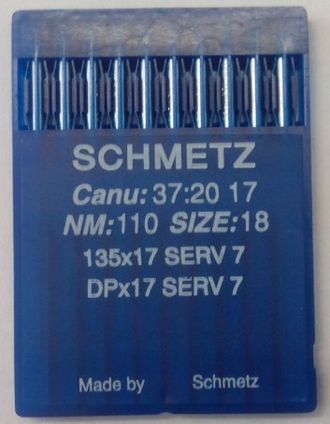 SCHMETZ
Canu: 37:20 17
NM:110 SIZE:18
135x17 SERV 7
DPx17 SERV 7
Made by Schmetz